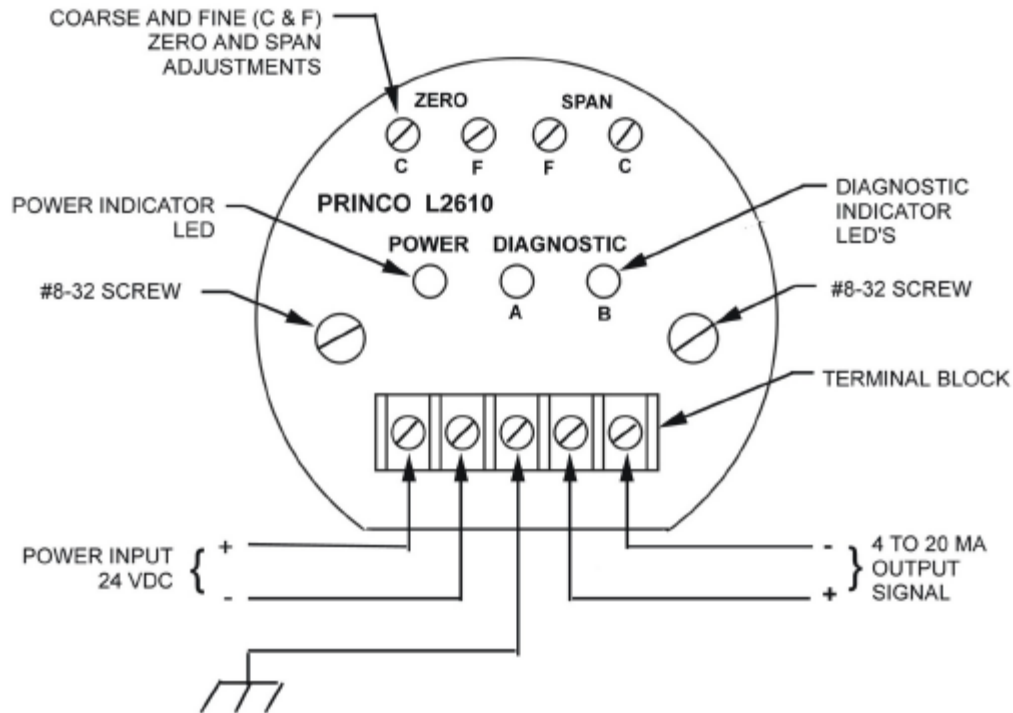 COARSE AND FINE (C & F)
ZERO AND SPAN
ADJUSTMENTS
ZERO SPAN
C F F C
PRINCO L2610
POWER INDICATOR
LED
DIAGNOSTIC
INDICATOR
LED'S
POWER DIAGNOSTIC
A B
#8-32 SCREW
#8-32 SCREW
TERMINAL BLOCK
POWER INPUT
24 VDC
{
+
-
-
+
}
4 TO 20 MA
OUTPUT
SIGNAL